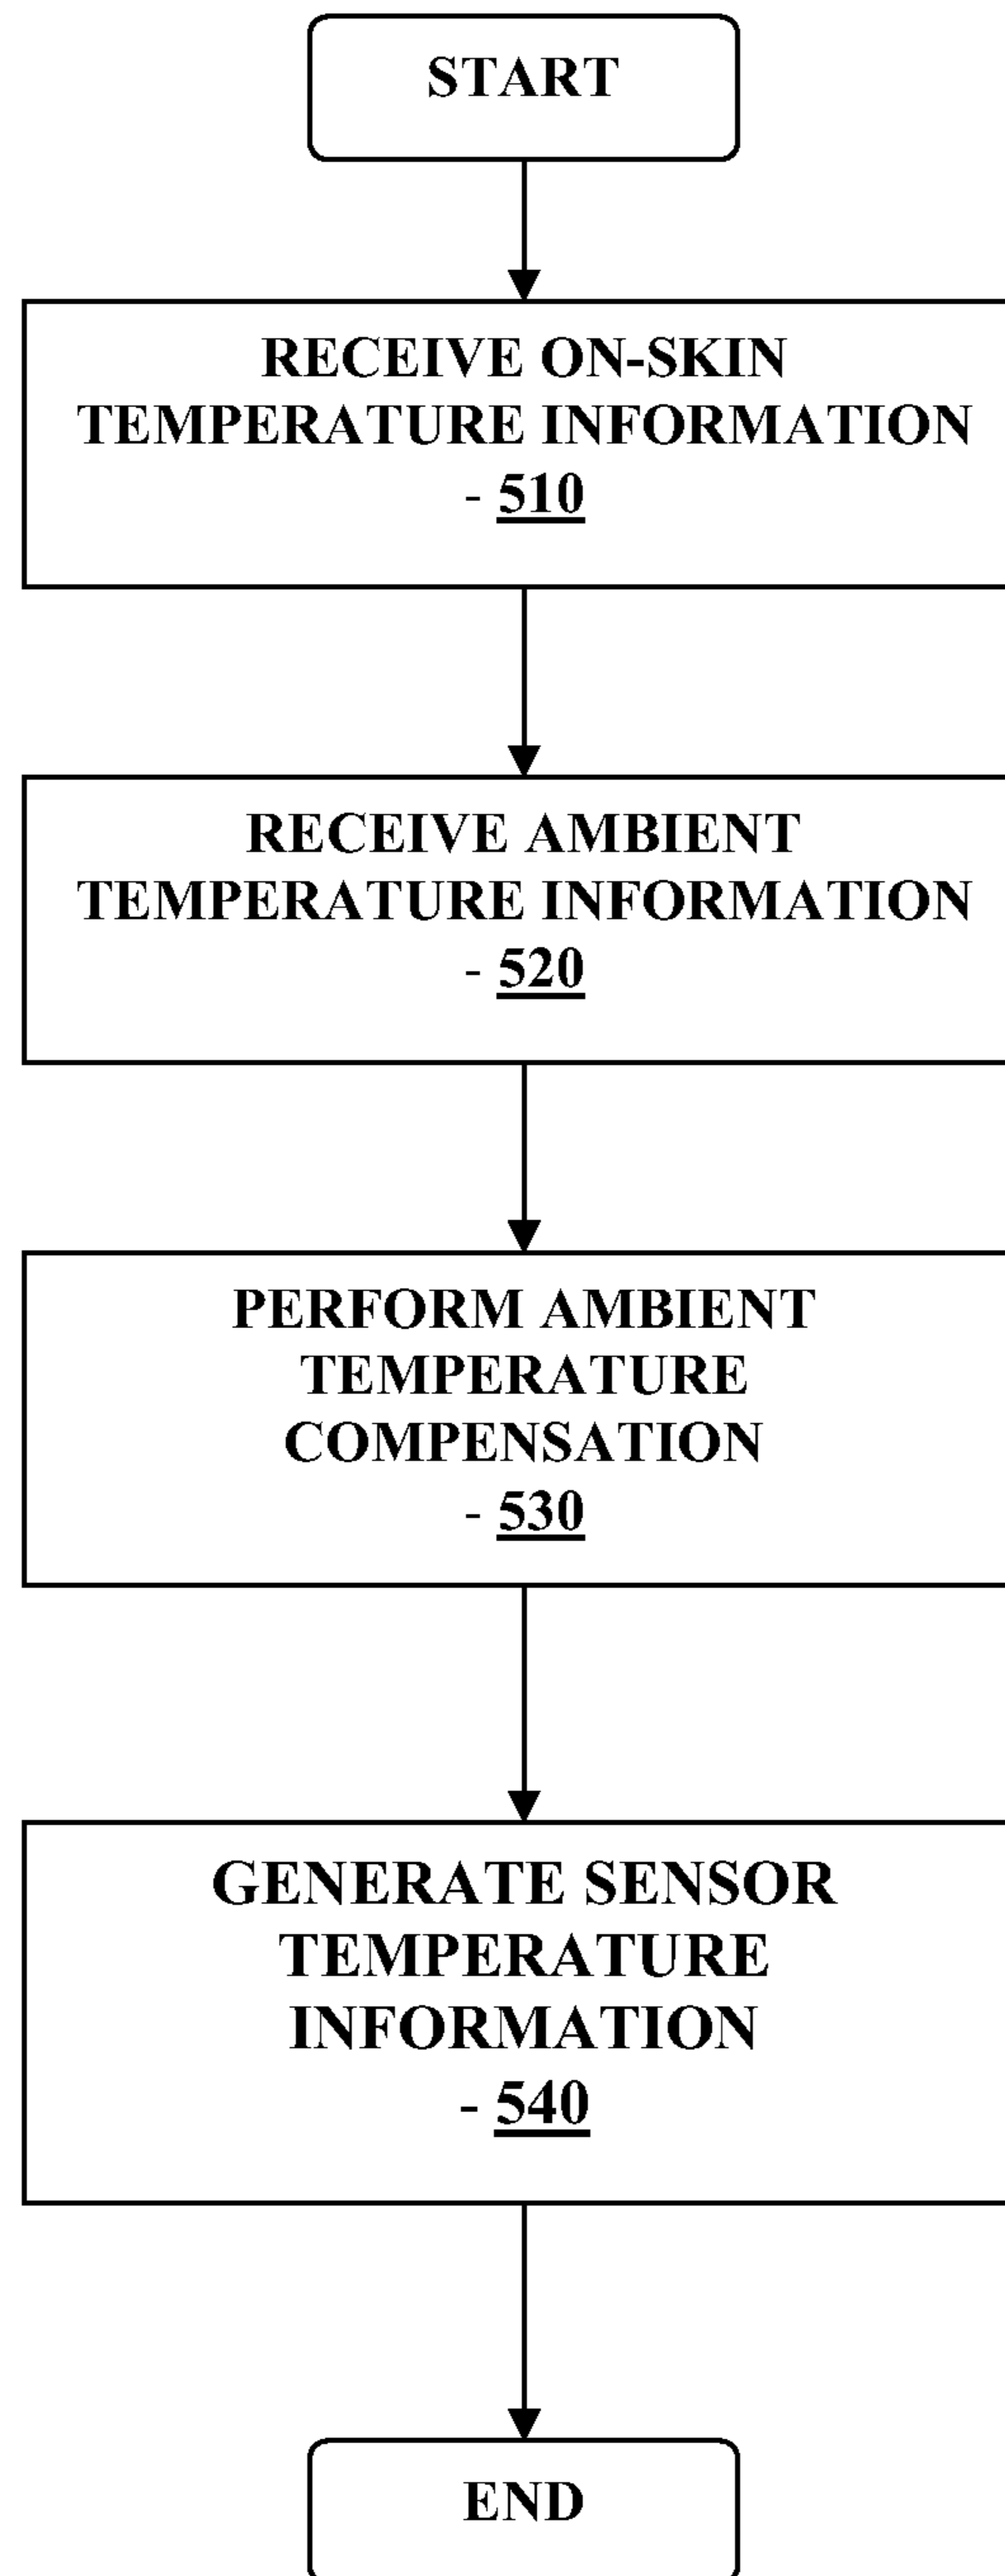 START
RECEIVE ON-SKIN
TEMPERATURE INFORMATION
- 510
RECEIVE AMBIENT
TEMPERATURE INFORMATION
- 520
PERFORM AMBIENT
TEMPERATURE
COMPENSATION
- 530
GENERATE SENSOR
TEMPERATURE
INFORMATION
- 540
END